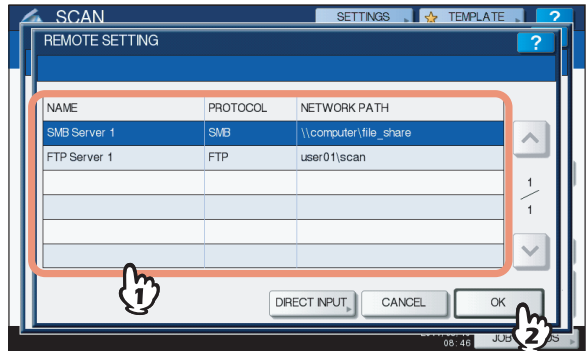 SCAN SETTINGS TEMPLATE ?
REMOTE SETTING ?
NAME PROTOCOL NETWORK PATH
SMB Server 1 SMB \\computer\file_share
FTP Server 1 FTP user01\scan
1
1
1
DIRECT INPUT CANCEL OK
2
08:46